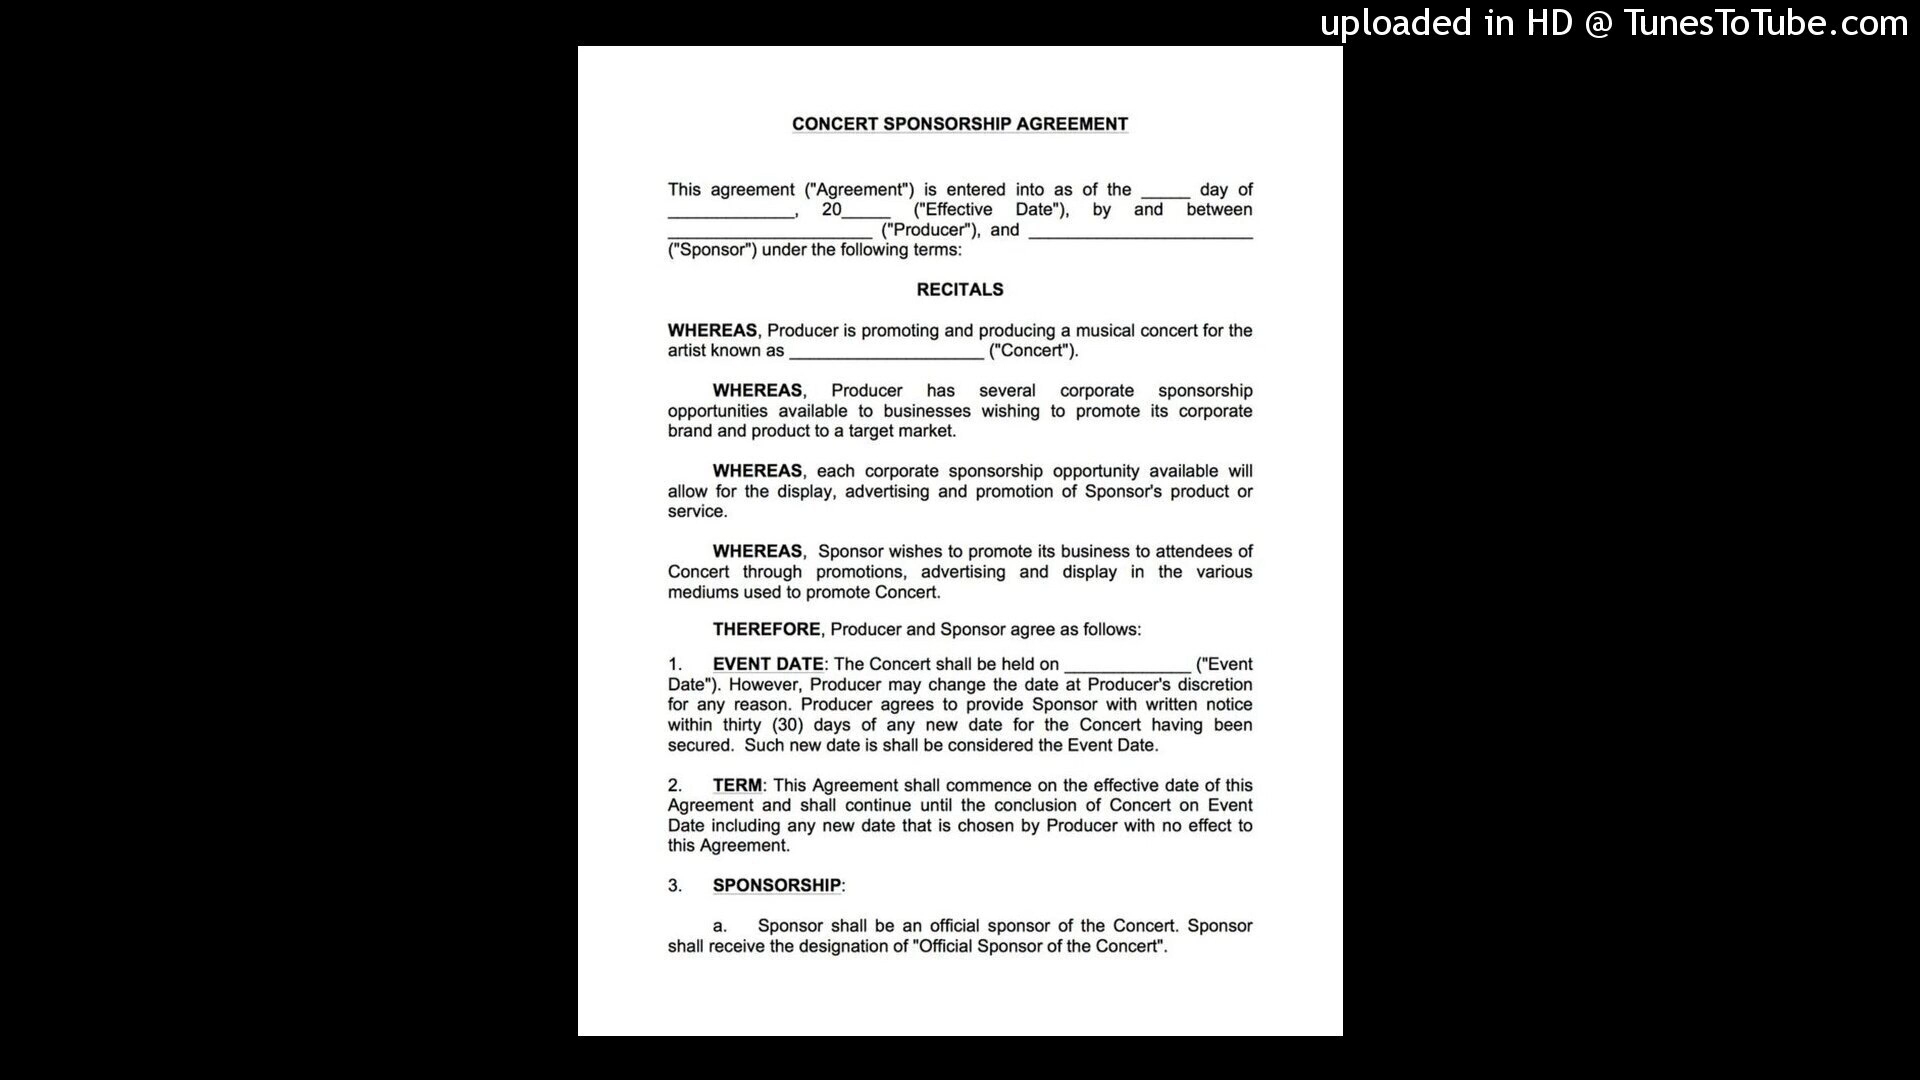 uploaded in HD @ TunesToTube.com
CONCERT SPONSORSHIP AGREEMENT
This agreement ("Agreement") is entered into as of the _____ day of
_____________, 20_____ ("Effective Date"), by and between
_____________________ ("Producer"), and _______________________
("Sponsor") under the following terms:
RECITALS
WHEREAS, Producer is promoting and producing a musical concert for the
artist known as ____________________ ("Concert").
WHEREAS, Producer has several corporate sponsorship
opportunities available to businesses wishing to promote its corporate
brand and product to a target market.
WHEREAS, each corporate sponsorship opportunity available will
allow for the display, advertising and promotion of Sponsor's product or
service.
WHEREAS, Sponsor wishes to promote its business to attendees of
Concert through promotions, advertising and display in the various
mediums used to promote Concert.
THEREFORE, Producer and Sponsor agree as follows:
1. EVENT DATE: The Concert shall be held on _____________ ("Event
Date"). However, Producer may change the date at Producer's discretion
for any reason. Producer agrees to provide Sponsor with written notice
within thirty (30) days of any new date for the Concert having been
secured. Such new date is shall be considered the Event Date.
2. TERM: This Agreement shall commence on the effective date of this
Agreement and shall continue until the conclusion of Concert on Event
Date including any new date that is chosen by Producer with no effect to
this Agreement.
3. SPONSORSHIP:
a. Sponsor shall be an official sponsor of the Concert. Sponsor
shall receive the designation of "Official Sponsor of the Concert".